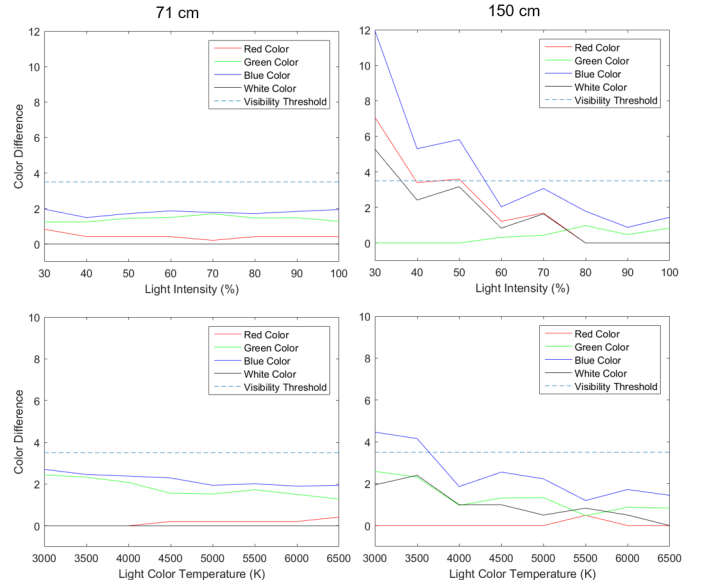 71 cm
150 cm
12
10
8
6
4
2
0
Color Difference
Red Color
Green Color
Blue Color
White Color
Visibility Threshold
30 40 50 60 70 80 90 100
Light Intensity (%)
12
10
8
6
4
2
0
Red Color
Green Color
Blue Color
White Color
Visibility Threshold
30 40 50 60 70 80 90 100
Light Intensity (%)
10
8
6
4
2
0
Color Difference
Red Color
Green Color
Blue Color
White Color
Visibility Threshold
3000 3500 4000 4500 5000 5500 6000 6500
Light Color Temperature (K)
10
8
6
4
2
0
Red Color
Green Color
Blue Color
White Color
Visibility Threshold
3000 3500 4000 4500 5000 5500 6000 6500
Light Color Temperature (K)